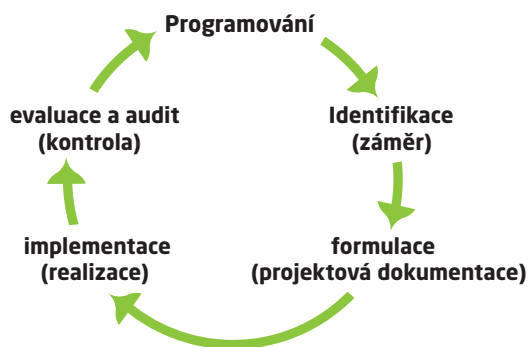 Programování
Identifikace
(záměr)
formulace
(projektová dokumentace)
implementace
(realizace)
evaluace a audit
(kontrola)